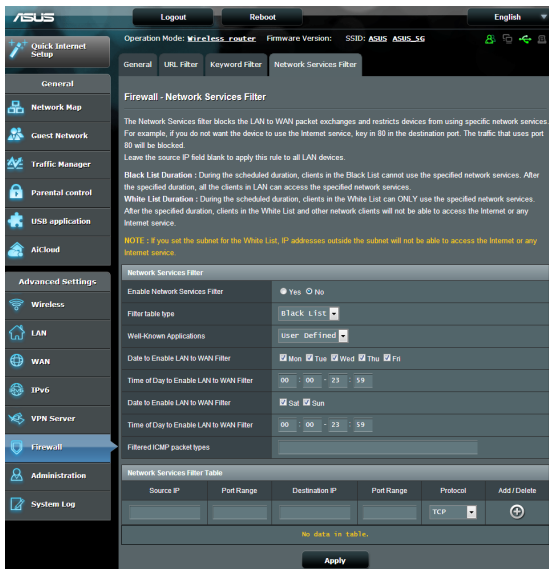 ASUS
Logout
Reboot
English
Operation Mode: Wireless router Firmware Version: SSID: ASUS ASUS_5G
Quick Internet
Setup
General
Network Map
Guest Network
Traffic Manager
Parental control
USB application
AiCloud
Advanced Settings
Wireless
LAN
WAN
IPv6
VPN Server
Firewall
Administration
System Log
General
URL Filter
Keyword Filter
Network Services Filter
Firewall - Network Services Filter
The Network Services filter blocks the LAN to WAN packet exchanges and restricts devices from using specific network services.
For example, if you do not want the device to use the Internet service, key in 80 in the destination port. The traffic that uses port
80 will be blocked.
Leave the source IP field blank to apply this rule to all LAN devices.
Black List Duration : During the scheduled duration, clients in the Black List cannot use the specified network services. After
the specified duration, all the clients in LAN can access the specified network services.
White List Duration : During the scheduled duration, clients in the White List can ONLY use the specified network services.
After the specified duration, clients in the White List and other network clients will not be able to access the Internet or any
Internet service.
NOTE : If you set the subnet for the White List, IP addresses outside the subnet will not be able to access the Internet or any
Internet service.
Network Services Filter
Enable Network Services Filter Yes No
Filter table type Black List
Well-Known Applications User Defined
Date to Enable LAN to WAN Filter Mon Tue Wed Thu Fri
Time of Day to Enable LAN to WAN Filter 00 : 00 - 23 : 59
Date to Enable LAN to WAN Filter Sat Sun
Time of Day to Enable LAN to WAN Filter 00 : 00 - 23 : 59
Filtered ICMP packet types
Network Services Filter Table
Source IP Port Range Destination IP Port Range Protocol Add / Delete
TCP
No data in table.
Apply